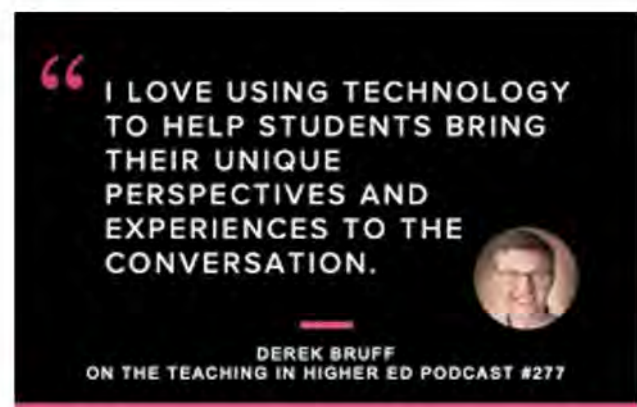 “ I LOVE USING TECHNOLOGY
TO HELP STUDENTS BRING
THEIR UNIQUE
PERSPECTIVES AND
EXPERIENCES TO THE
CONVERSATION.
DEREK BRUFF
ON THE TEACHING IN HIGHER ED PODCAST #277